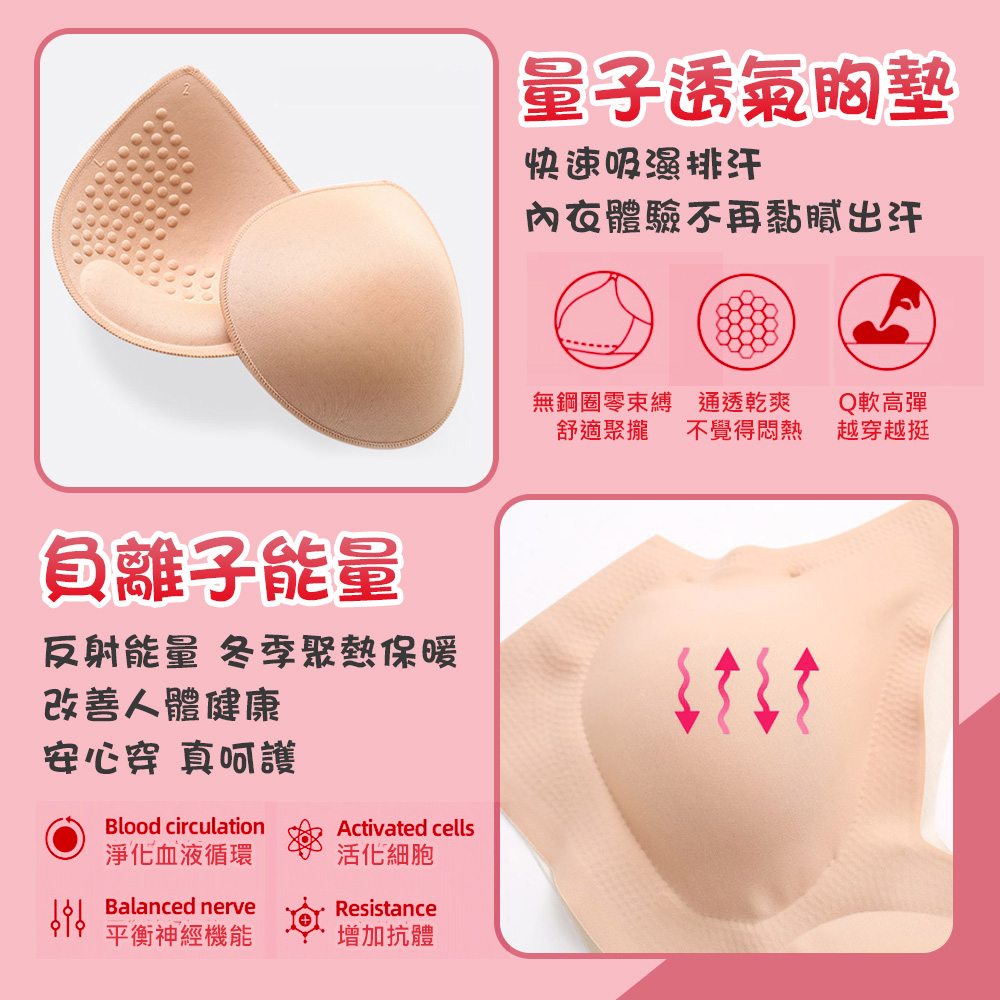 量子透氣胸墊
快速吸濕排汗
內衣體驗不再黏膩出汗
無鋼圈零束縛
舒適聚攏
通透乾爽
不覺得悶熱
Q軟高彈
越穿越挺
負離子能量
反射能量 冬季聚熱保暖
改善人體健康
安心穿 真呵護
Blood circulation
淨化血液循環
Activated cells
活化細胞
Balanced nerve
平衡神經機能
Resistance
增加抗體